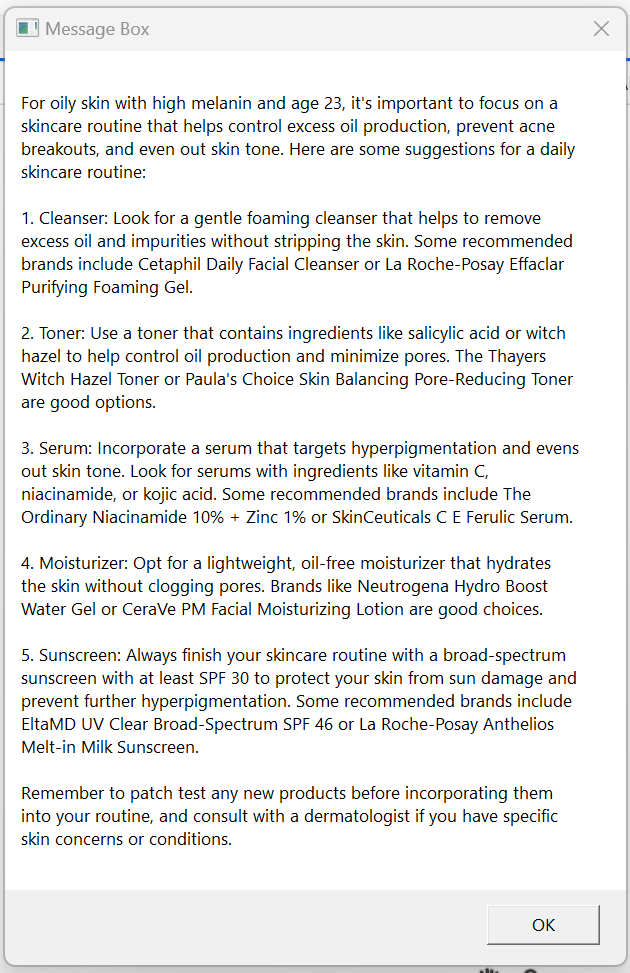 Message Box
For oily skin with high melanin and age 23, it's important to focus on a
skincare routine that helps control excess oil production, prevent acne
breakouts, and even out skin tone. Here are some suggestions for a daily
skincare routine:
1. Cleanser: Look for a gentle foaming cleanser that helps to remove
excess oil and impurities without stripping the skin. Some recommended
brands include Cetaphil Daily Facial Cleanser or La Roche-Posay Effaclar
Purifying Foaming Gel.
2. Toner: Use a toner that contains ingredients like salicylic acid or witch
hazel to help control oil production and minimize pores. The Thayers
Witch Hazel Toner or Paula's Choice Skin Balancing Pore-Reducing Toner
are good options.
3. Serum: Incorporate a serum that targets hyperpigmentation and evens
out skin tone. Look for serums with ingredients like vitamin C,
niacinamide, or kojic acid. Some recommended brands include The
Ordinary Niacinamide 10% + Zinc 1% or SkinCeuticals C E Ferulic Serum.
4. Moisturizer: Opt for a lightweight, oil-free moisturizer that hydrates
the skin without clogging pores. Brands like Neutrogena Hydro Boost
Water Gel or CeraVe PM Facial Moisturizing Lotion are good choices.
5. Sunscreen: Always finish your skincare routine with a broad-spectrum
sunscreen with at least SPF 30 to protect your skin from sun damage and
prevent further hyperpigmentation. Some recommended brands include
EltaMD UV Clear Broad-Spectrum SPF 46 or La Roche-Posay Anthelios
Melt-in Milk Sunscreen.
Remember to patch test any new products before incorporating them
into your routine, and consult with a dermatologist if you have specific
skin concerns or conditions.
OK